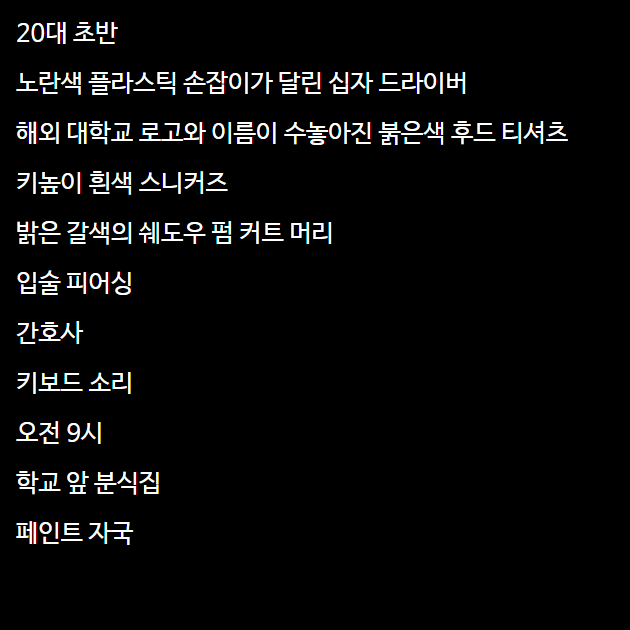 20대 초반
노란색 플라스틱 손잡이가 달린 십자 드라이버
해외 대학교 로고와 이름이 수놓아진 붉은색 후드 티셔츠
키높이 흰색 스니커즈
밝은 갈색의 쉐도우 펌 커트 머리
입술 피어싱
간호사
키보드 소리
오전 9시
학교 앞 분식집
페인트 자국